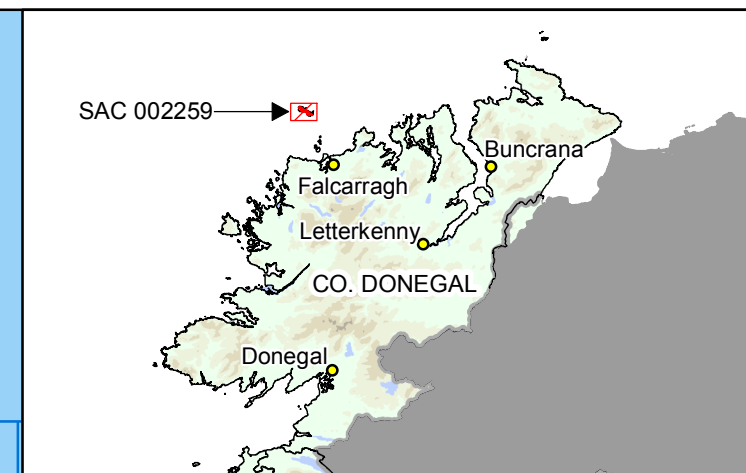 SAC 002259
Buncrana
Falcarragh
Letterkenny
CO. DONEGAL
Donegal